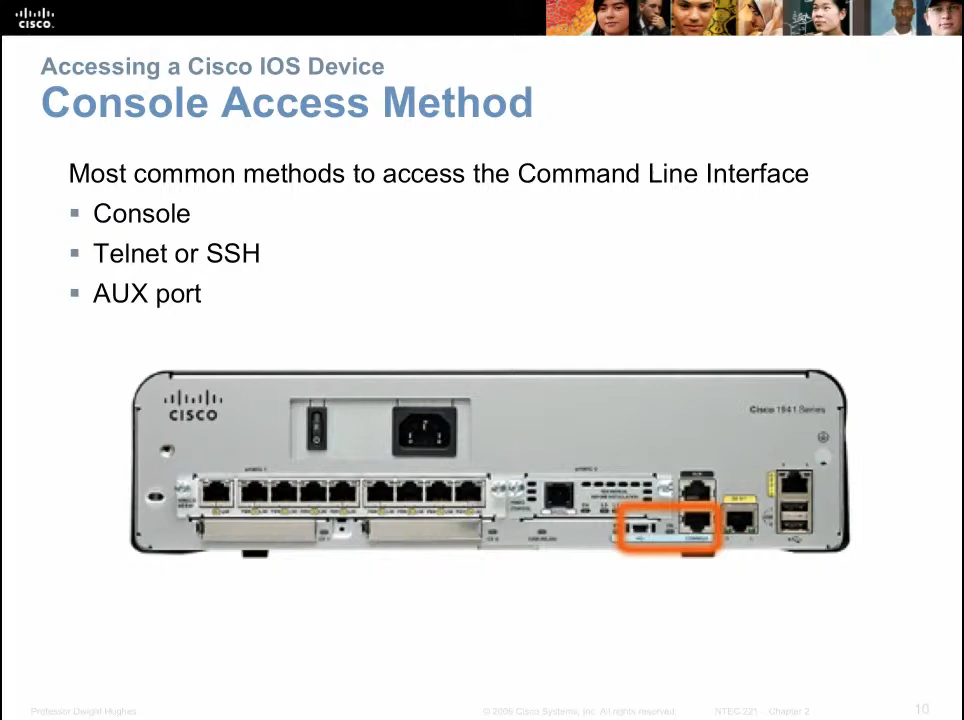 CISCO
Accessing a Cisco IOS Device
Console Access Method
Most common methods to access the Command Line Interface
Console
Telnet or SSH
AUX port
CISCO
Cisco 1941 Series
Professor Dwight Hughes
© 2006 Cisco Systems, Inc. All rights reserved.
NTEC 221 - Chapter 2
10